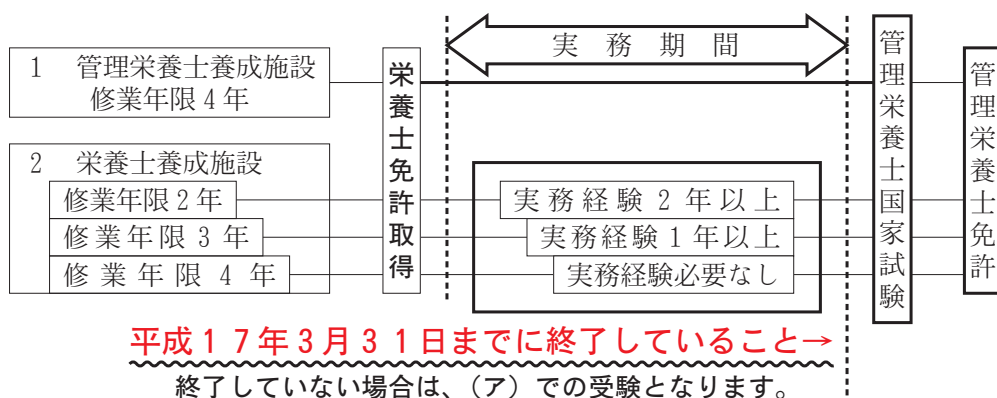 実務期間
1 管理栄養士養成施設
修業年限4年
2 栄養士養成施設
修業年限2年
修業年限3年
修業年限4年
栄養士免許取得
実務経験2年以上
実務経験1年以上
実務経験必要なし
管理栄養士国家試験
管理栄養士免許
平成17年3月31日までに終了していること→
終了していない場合は、（ア）での受験となります。